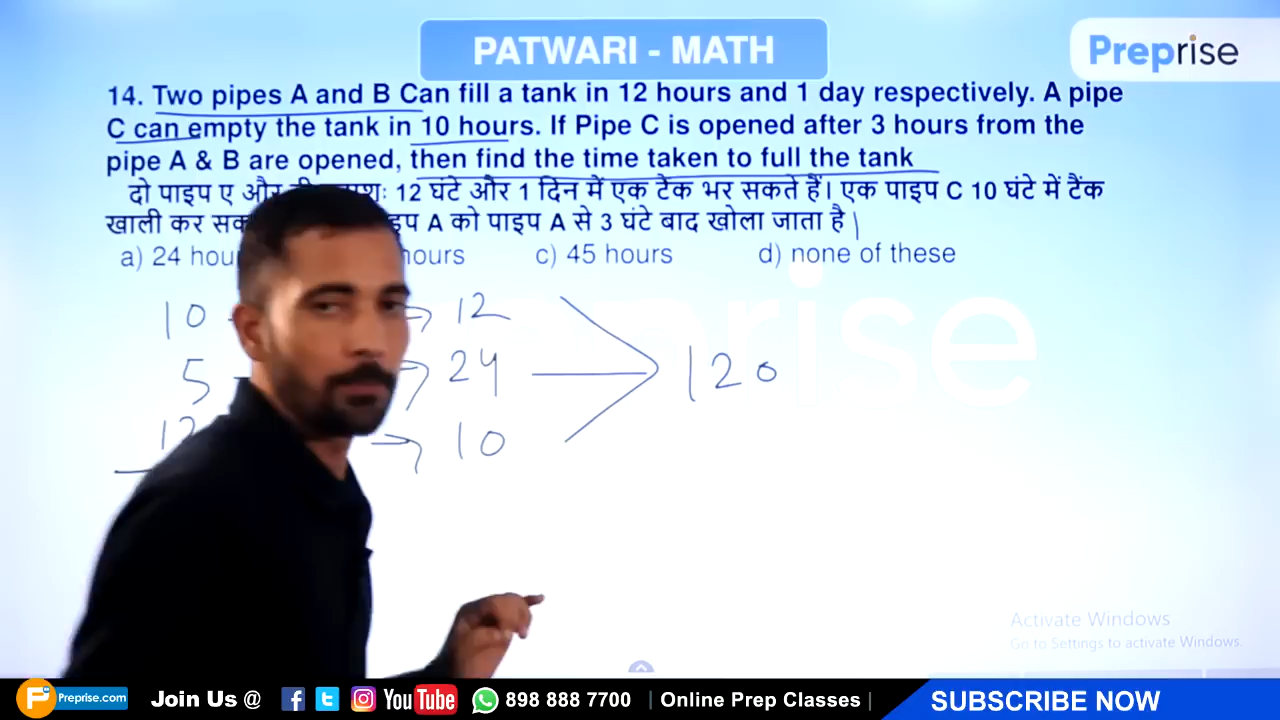 PATWARI - MATH
Preprise
14. Two pipes A and B Can fill a tank in 12 hours and 1 day respectively. A pipe
C can empty the tank in 10 hours. If Pipe C is opened after 3 hours from the
pipe A & B are opened, then find the time taken to full the tank
दो पाइप ए और 12 घंटे और 1 दिन में एक टैंक भर सकते हैं। एक पाइप C 10 घंटे में टैंक
खाली कर A को पाइप A से 3 घंटे बाद खोला जाता है |
a) 24 hours c) 45 hours d) none of these
10 12
5 24 120
12 10
Activate Windows
Go to Settings to activate Windows.
Preprise.com Join Us @ YouTube 898 888 7700 | Online Prep Classes | SUBSCRIBE NOW